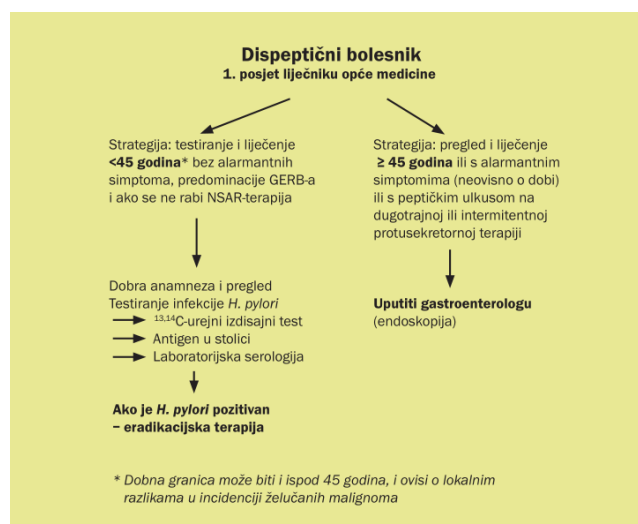 Dispeptični bolesnik
1. posjet liječniku opće medicine
Strategija: testiranje i liječenje
<45 godina* bez alarmantnih
simptoma, predominacije GERB-a
i ako se ne rabi NSAR-terapija
Dobra anamneza i pregled
Testiranje infekcije H. pylori
13,14C-urejni izdisajni test
Antigen u stolici
Laboratorijska serologija
Ako je H. pylori pozitivan
– eradikacijska terapija
Strategija: pregled i liječenje
≥ 45 godina ili s alarmantnim
simptomima (neovisno o dobi)
ili s peptičkim ulkusom na
dugotrajnoj ili intermitentnoj
protusekretornoj terapiji
Uputiti gastroenterologu
(endoskopija)
* Dobna granica može biti i ispod 45 godina, i ovisi o lokalnim
razlikama u incidenciji želučanih malignoma